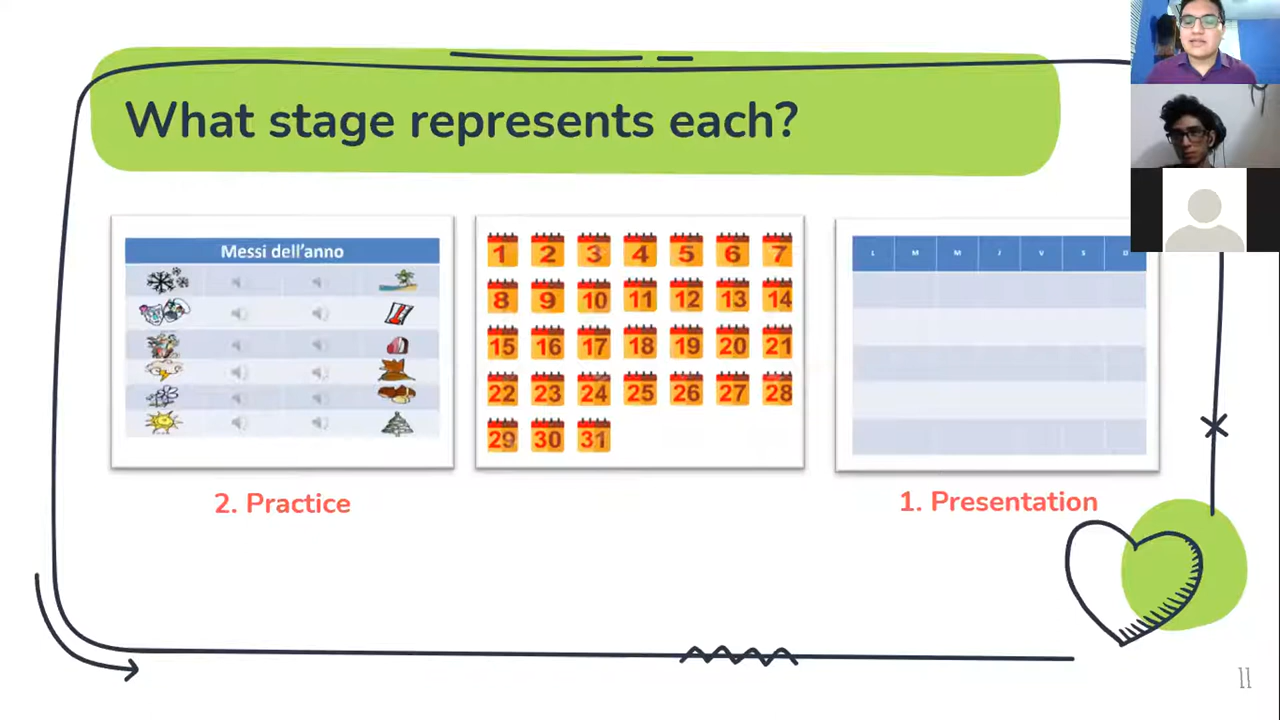 What stage represents each?
Messi dell'anno
1 2 3 4 5 6 7
8 9 10 11 12 13 14
15 16 17 18 19 20 21
22 23 24 25 26 27 28
29 30 31
L M M J V S D
2. Practice
1. Presentation
11